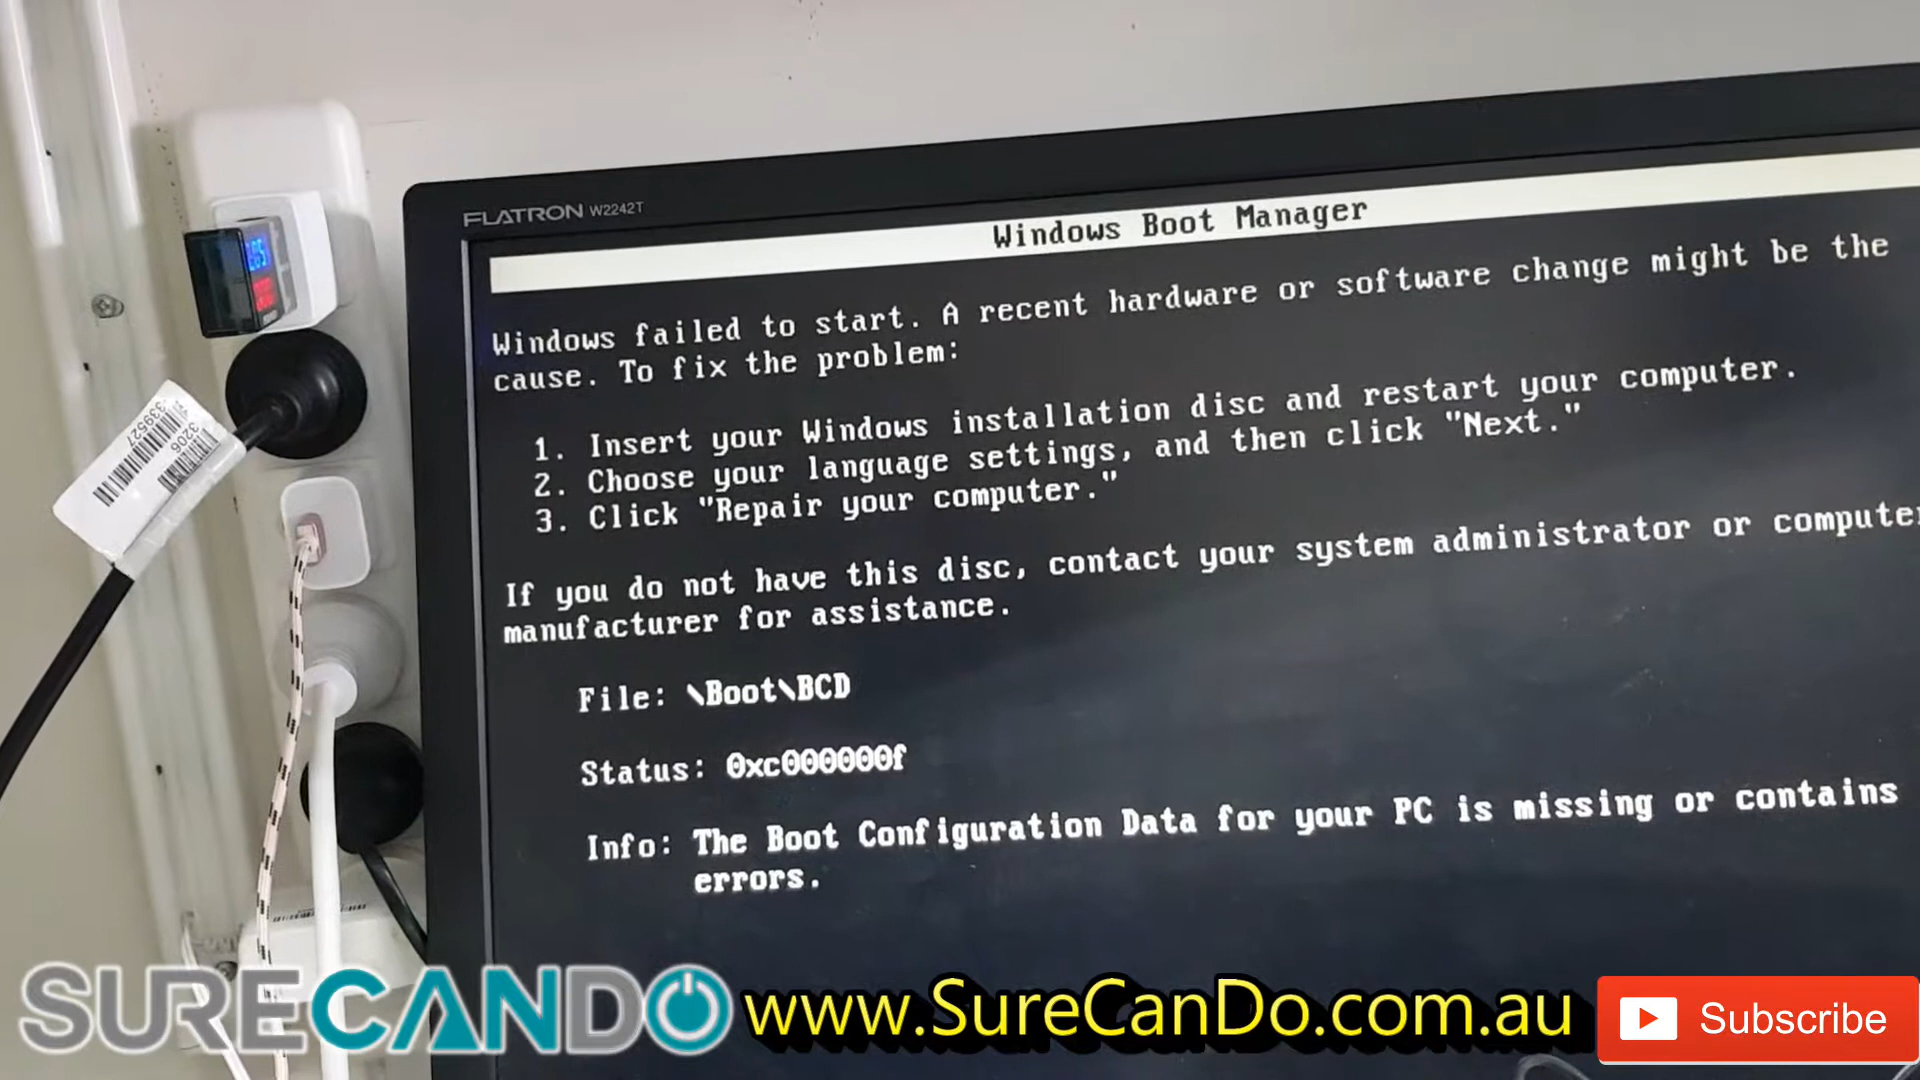 FLATRON W2242T
Windows Boot Manager
Windows failed to start. A recent hardware or software change might be the
cause. To fix the problem:
1. Insert your Windows installation disc and restart your computer.
2. Choose your language settings, and then click "Next."
3. Click "Repair your computer."
If you do not have this disc, contact your system administrator or computer
manufacturer for assistance.
File: \Boot\BCD
Status: 0xc000000f
Info: The Boot Configuration Data for your PC is missing or contains
errors.
339527
3206
SURECANDO
www.SureCanDo.com.au
Subscribe